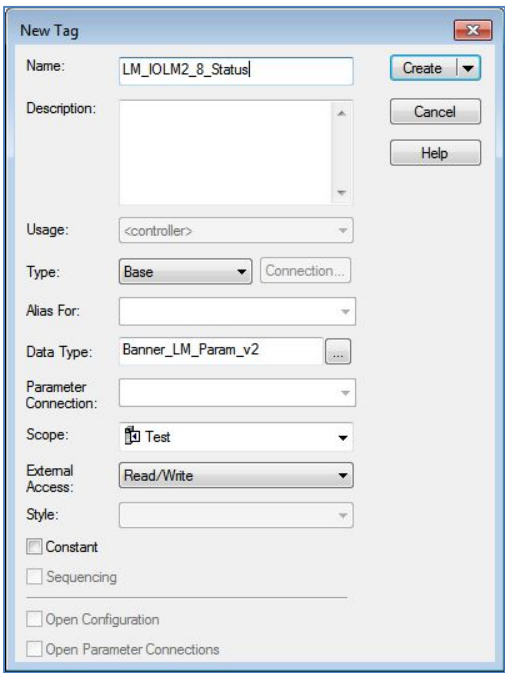 New Tag
Name: LM_IOLM2_8_Status Create
Description: Cancel
Help
Usage: <controller>
Type: Base Connection...
Alias For:
Data Type: Banner_LM_Param_v2 ...
Parameter
Connection:
Scope: Test
External
Access: Read/Write
Style:
Constant
Sequencing
Open Configuration
Open Parameter Connections